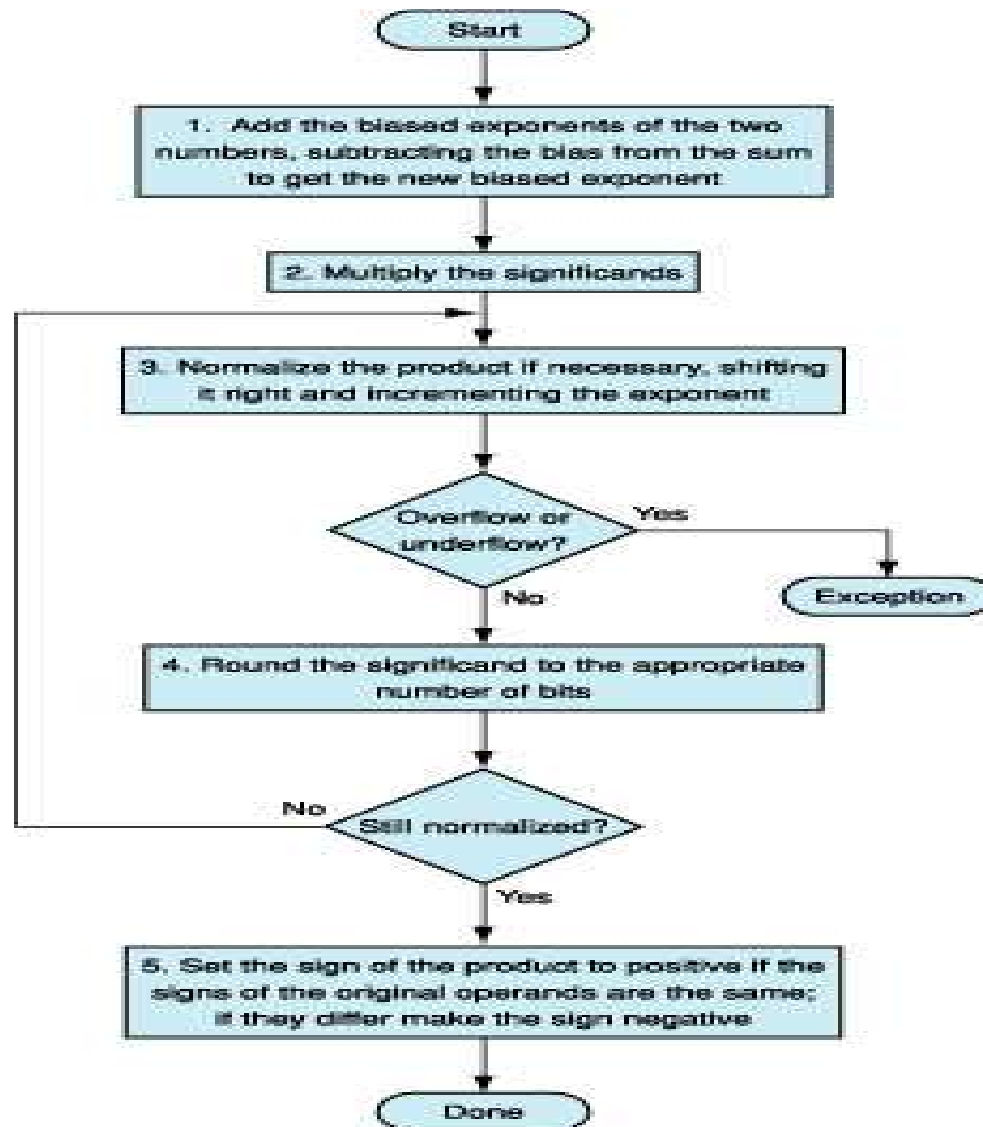 Start
1. Add the biased exponents of the two
numbers, subtracting the bias from the sum
to get the new biased exponent
2. Multiply the significands
3. Normalize the product if necessary, shifting
it right and incrementing the exponent
Overflow or
underflow?
Yes
No
Exception
4. Round the significand to the appropriate
number of bits
No
Still normalized?
Yes
5. Set the sign of the product to positive if the
signs of the original operands are the same;
if they differ make the sign negative
Done